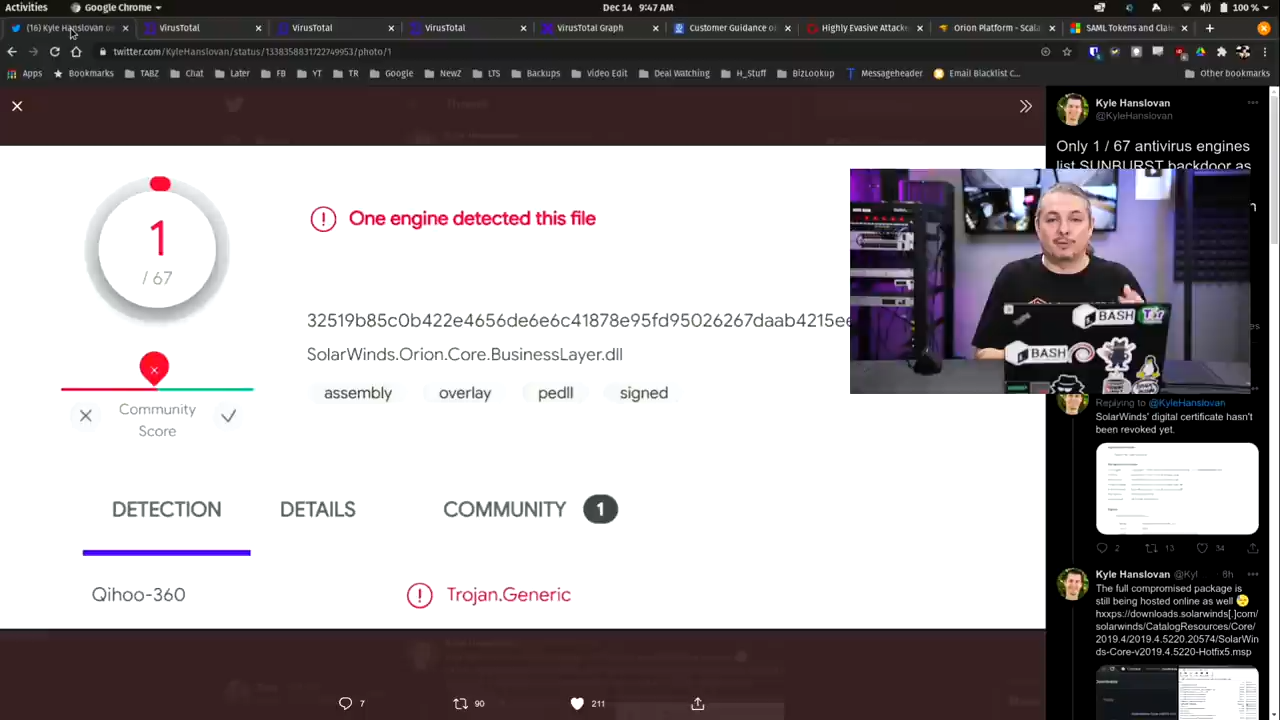 Activities
Google Chrome
Dec 14 9:47 AM
100 %
(16) Kyle Hanslovan
VirusTotal
VirusTotal
VirusTotal
VirusTotal Graph
Customer Guidance o
Highly Evasive Attacke
Orion Platform - Scala
SAML Tokens and Clai
twitter.com/KyleHanslovan/status/1338358831722749953/photo/1
Apps
Bookmarks
TABZ
Chat
Later
FB
YT
TR
Google
NewZ
LTS
Backups
Video Edit
Deal Watching
H_Stuff
BizLookup
Messageheader
Email Blacklist C...
Other bookmarks
Kyle Hanslovan
@KyleHanslovan
Only 1 / 67 antivirus engines
list SUNBURST backdoor as
One engine detected this file
1
/ 67
32519b85c0b422e4656de6e6c41878e95fd95026267daab4215ee
SolarWinds.Orion.Core.BusinessLayer.dll
assembly
overlay
pedll
signed
Community
Score
BASH
BASH
Replying to @KyleHanslovan
SolarWinds' digital certificate hasn't
been revoked yet.
2
13
34
DETECTION
DETAILS
COMMUNITY
1
Qihoo-360
Trojan.Generic
Kyle Hanslovan @Kyl 6h
The full compromised package is
still being hosted online as well
hxxps://downloads.solarwinds[.]com/
solarwinds/CatalogResources/Core/
2019.4/2019.4.5220.20574/SolarWin
ds-Core-v2019.4.5220-Hotfix5.msp